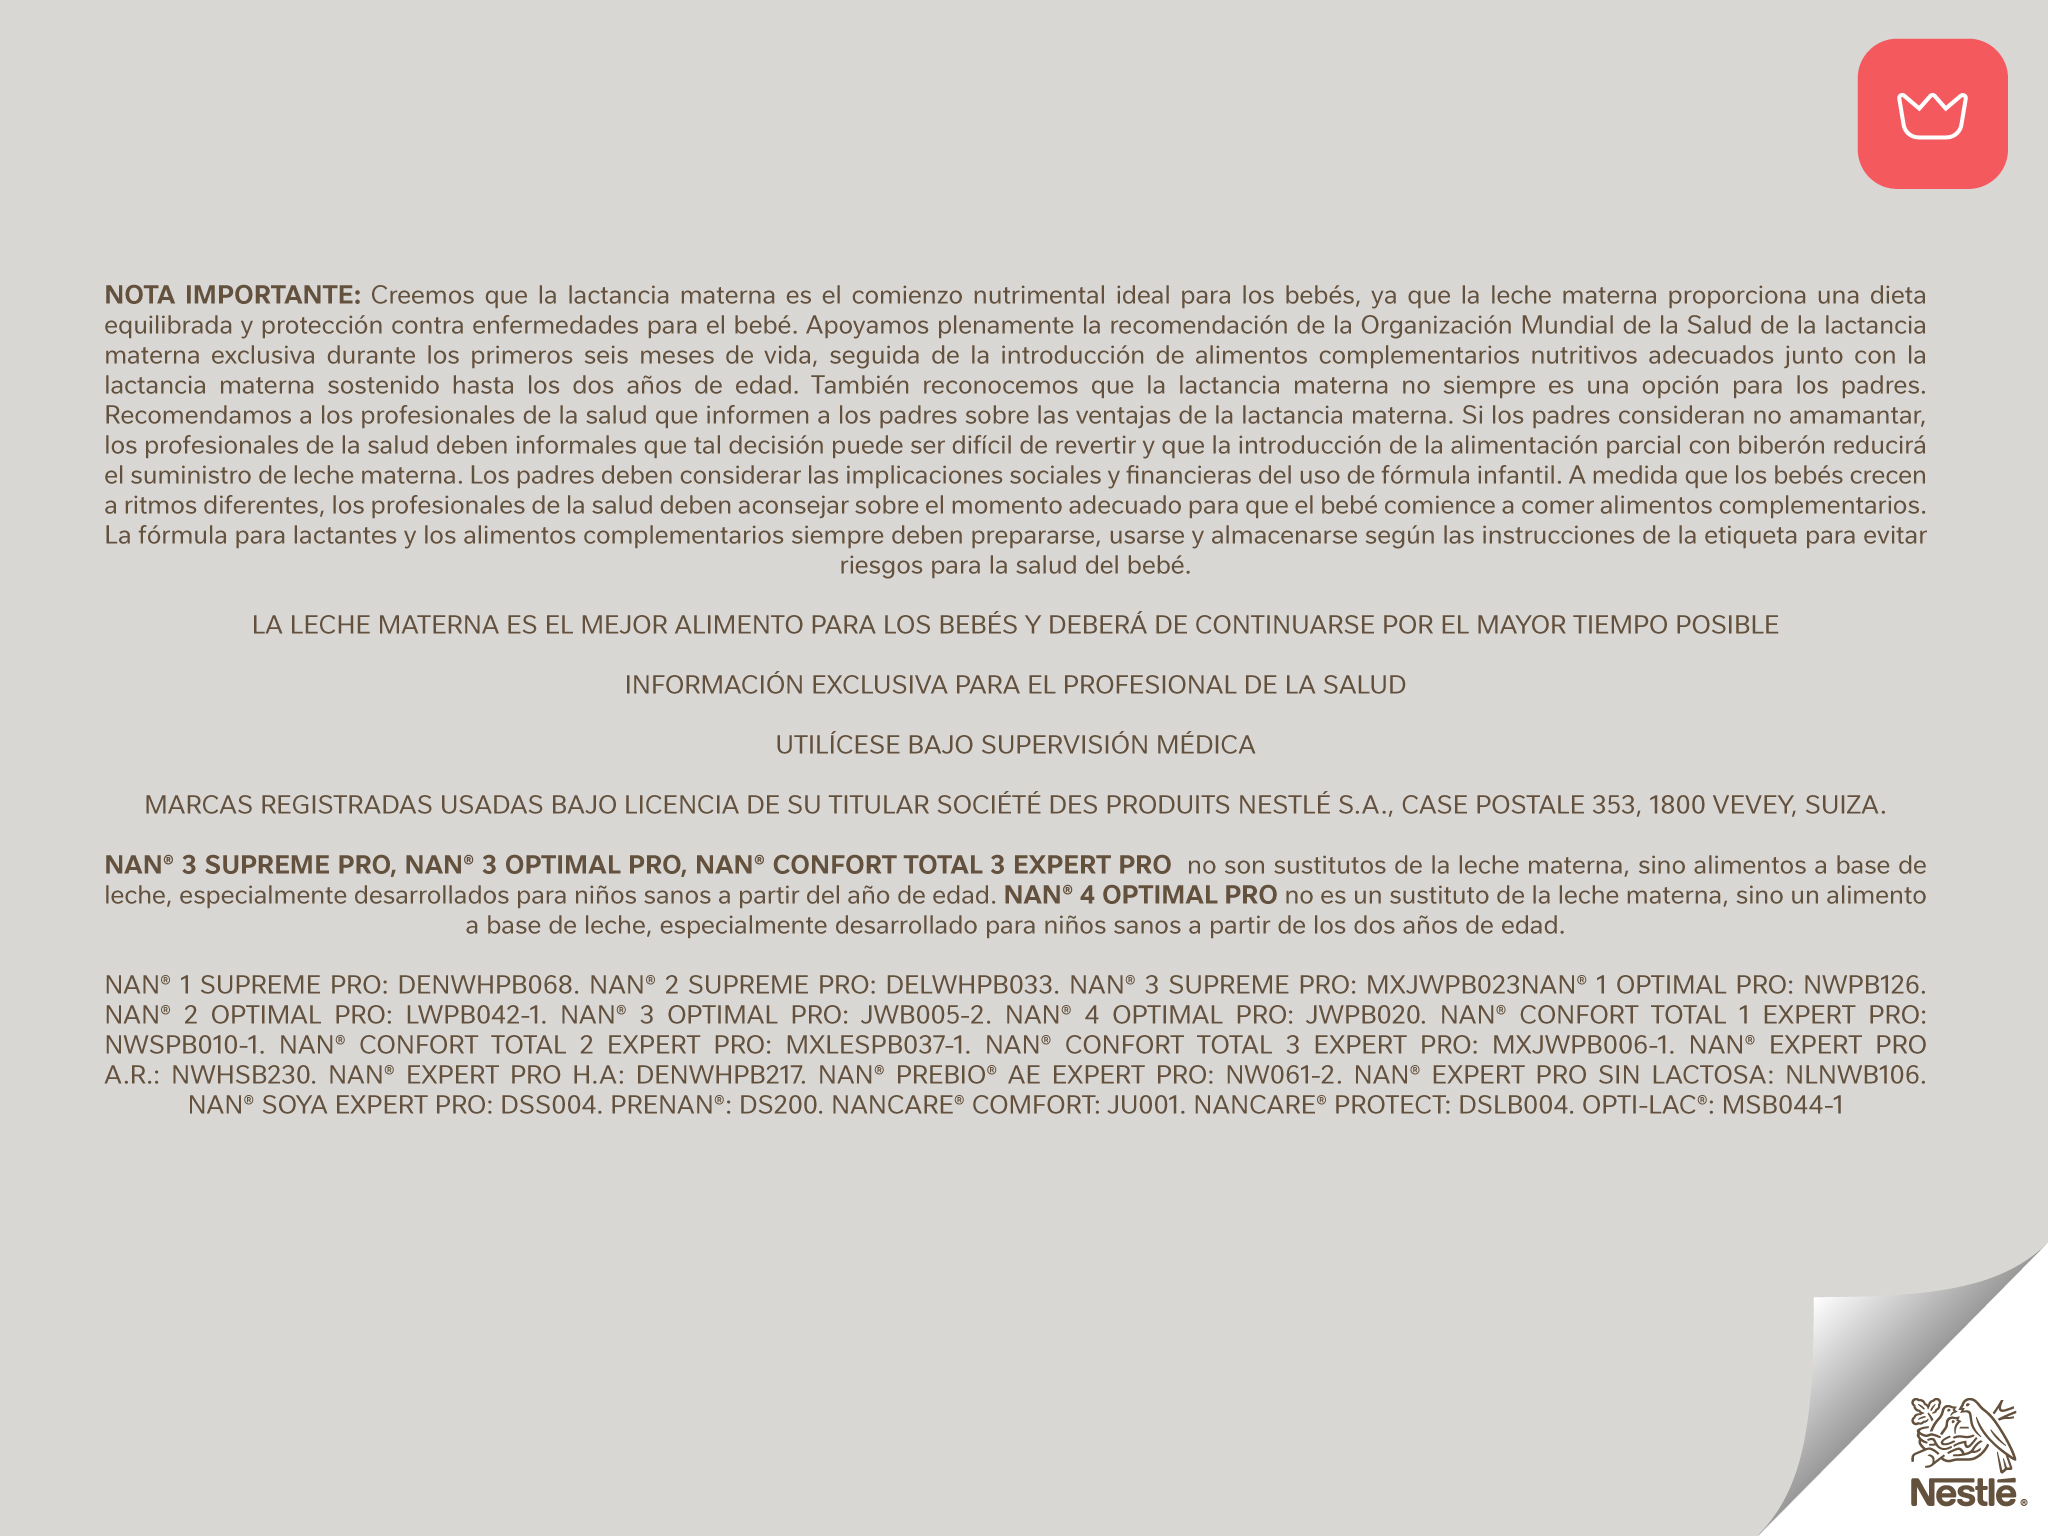 NOTA IMPORTANTE: Creemos que la lactancia materna es el comienzo nutrimental ideal para los bebés, ya que la leche materna proporciona una dieta
equilibrada y protección contra enfermedades para el bebé. Apoyamos plenamente la recomendación de la Organización Mundial de la Salud de la lactancia
materna exclusiva durante los primeros seis meses de vida, seguida de la introducción de alimentos complementarios nutritivos adecuados junto con la
lactancia materna sostenido hasta los dos años de edad. También reconocemos que la lactancia materna no siempre es una opción para los padres.
Recomendamos a los profesionales de la salud que informen a los padres sobre las ventajas de la lactancia materna. Si los padres consideran no amamantar,
los profesionales de la salud deben informales que tal decisión puede ser difícil de revertir y que la introducción de la alimentación parcial con biberón reducirá
el suministro de leche materna. Los padres deben considerar las implicaciones sociales y financieras del uso de fórmula infantil. A medida que los bebés crecen
a ritmos diferentes, los profesionales de la salud deben aconsejar sobre el momento adecuado para que el bebé comience a comer alimentos complementarios.
La fórmula para lactantes y los alimentos complementarios siempre deben prepararse, usarse y almacenarse según las instrucciones de la etiqueta para evitar
riesgos para la salud del bebé.
LA LECHE MATERNA ES EL MEJOR ALIMENTO PARA LOS BEBÉS Y DEBERÁ DE CONTINUARSE POR EL MAYOR TIEMPO POSIBLE
INFORMACIÓN EXCLUSIVA PARA EL PROFESIONAL DE LA SALUD
UTILÍCESE BAJO SUPERVISIÓN MÉDICA
MARCAS REGISTRADAS USADAS BAJO LICENCIA DE SU TITULAR SOCIÉTÉ DES PRODUITS NESTLÉ S.A., CASE POSTALE 353, 1800 VEVEY, SUIZA.
NAN® 3 SUPREME PRO, NAN® 3 OPTIMAL PRO, NAN® CONFORT TOTAL 3 EXPERT PRO no son sustitutos de la leche materna, sino alimentos a base de
leche, especialmente desarrollados para niños sanos a partir del año de edad. NAN® 4 OPTIMAL PRO no es un sustituto de la leche materna, sino un alimento
a base de leche, especialmente desarrollado para niños sanos a partir de los dos años de edad.
NAN® 1 SUPREME PRO: DENWHPB068. NAN® 2 SUPREME PRO: DELWHPB033. NAN® 3 SUPREME PRO: MXJWPB023NAN® 1 OPTIMAL PRO: NWPB126.
NAN® 2 OPTIMAL PRO: LWPB042-1. NAN® 3 OPTIMAL PRO: JWB005-2. NAN® 4 OPTIMAL PRO: JWPB020. NAN® CONFORT TOTAL 1 EXPERT PRO:
NWSPB010-1. NAN® CONFORT TOTAL 2 EXPERT PRO: MXLESPB037-1. NAN® CONFORT TOTAL 3 EXPERT PRO: MXJWPB006-1. NAN® EXPERT PRO
A.R.: NWHSB230. NAN® EXPERT PRO H.A: DENWHPB217. NAN® PREBIO® AE EXPERT PRO: NW061-2. NAN® EXPERT PRO SIN LACTOSA: NLNWB106.
NAN® SOYA EXPERT PRO: DSS004. PRENAN®: DS200. NANCARE® COMFORT: JU001. NANCARE® PROTECT: DSLB004. OPTI-LAC®: MSB044-1
Nestlé®